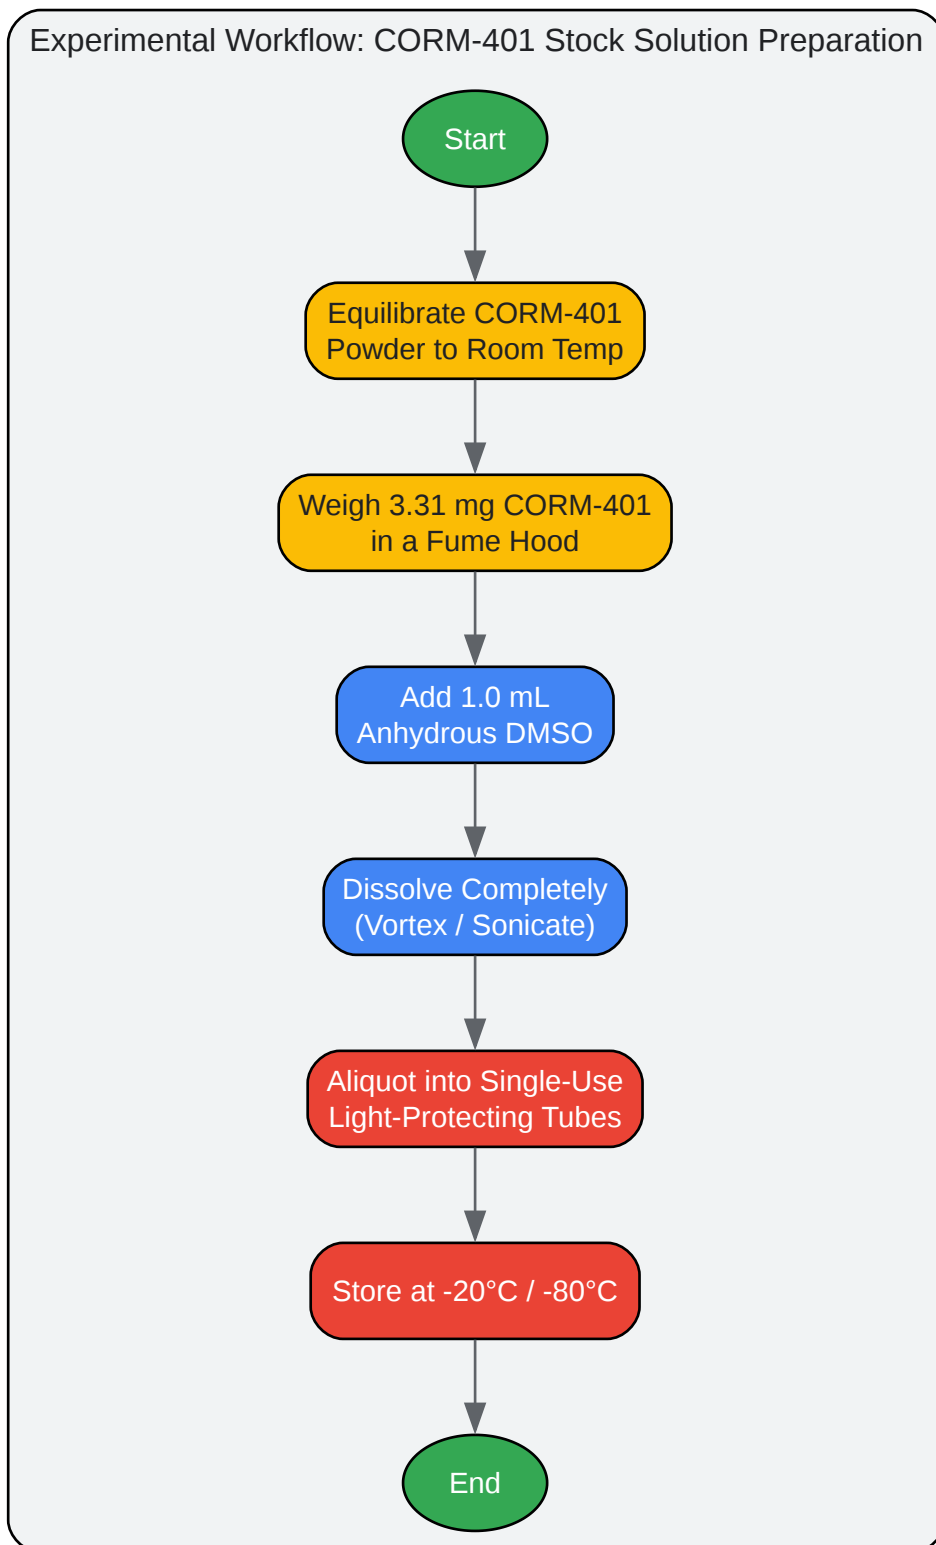 Experimental Workflow: CORM-401 Stock Solution Preparation
Start
Equilibrate CORM-401
Powder to Room Temp
Weigh 3.31 mg CORM-401
in a Fume Hood
Add 1.0 mL
Anhydrous DMSO
Dissolve Completely
(Vortex / Sonicate)
Aliquot into Single-Use
Light-Protecting Tubes
Store at -20°C / -80°C
End